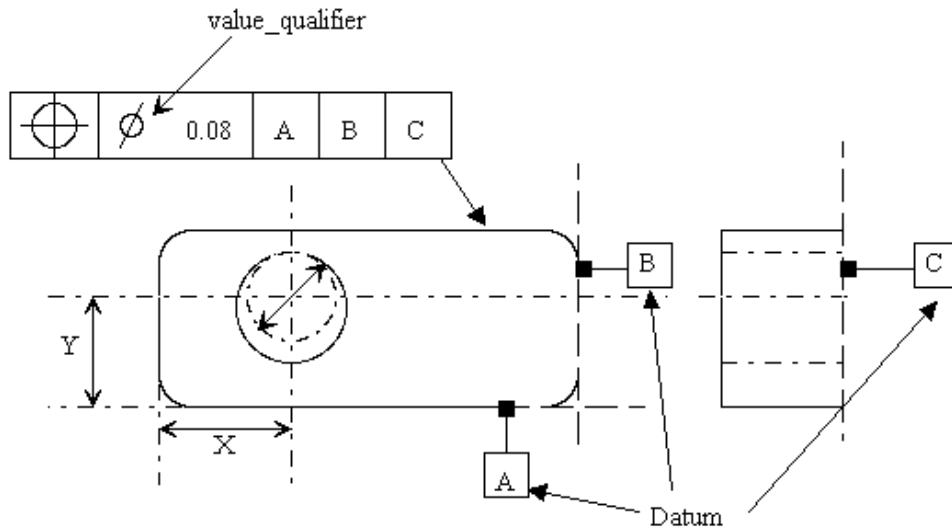 value_qualifier
⌖ ⌀ 0.08 A B C
B C
Y
X
A
Datum